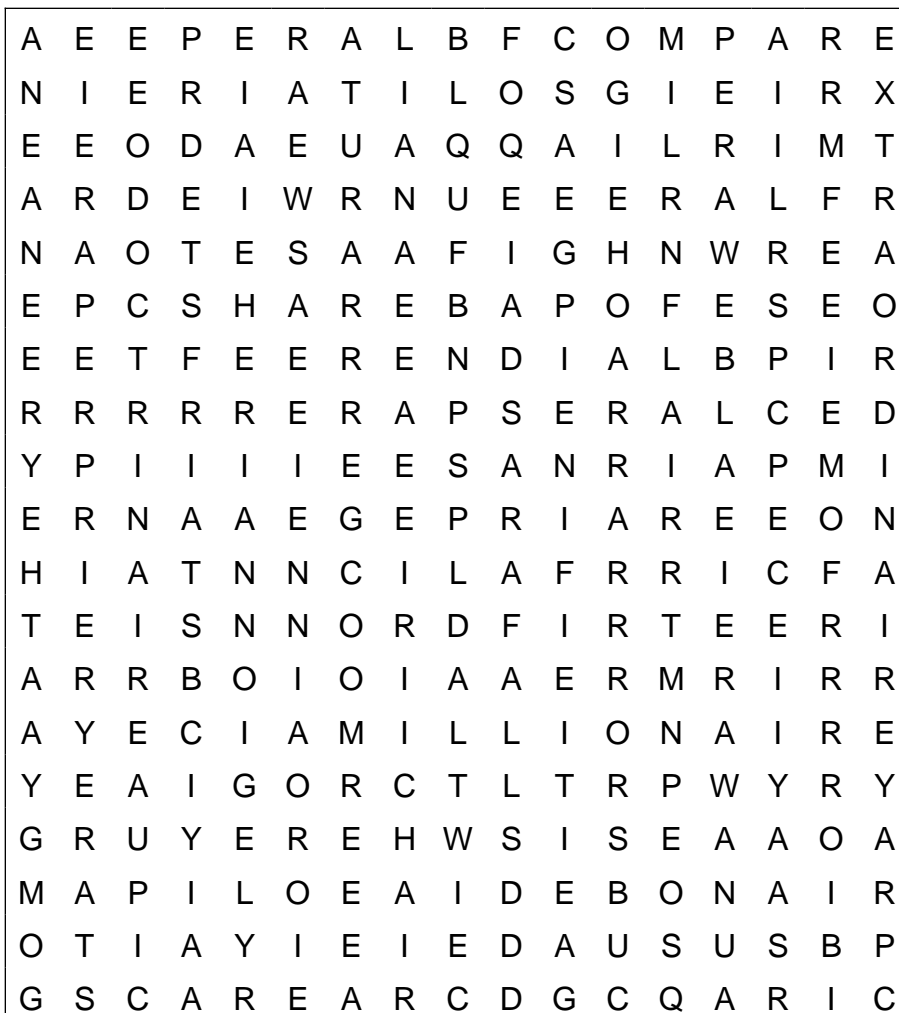 A E E P E R A L B F C O M P A R E
N I E R I A T I L O S G I E I R X
E E O D A E U A Q Q A I L R I M T
A R D E I W R N U E E E R A L F R
N A O T E S A A F I G H N W R E A
E P C S H A R E B A P O F E S E O
E E T F E E R E N D I A L B P I R
R R R R R E R A P S E R A L C E D
Y P I I I I E E S A N R I A P M I
E R N A A E G E P R I A R E E O N
H I A T N N C I L A F R R I C F A
T E I S N N O R D F I R T E E R I
A R R B O I O I A A E R M R I R R
A Y E C I A M I L L I O N A I R E
Y E A I G O R C T L T R P W Y R Y
G R U Y E R E H W S I S E A A O A
M A P I L O E A I D E B O N A I R
O T I A Y I E I E D A U S U S B P
G S C A R E A R C D G C Q A R I C